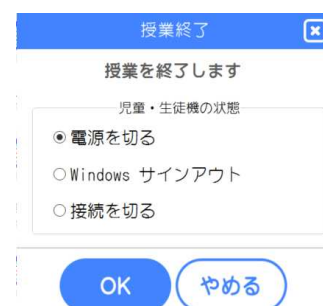 授業終了
授業を終了します
児童・生徒機の状態
電源を切る
Windows サインアウト
接続を切る
OK やめる